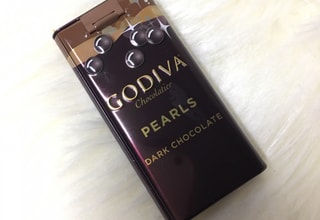 GODIVA
Chocolatier
PEARLS
DARK CHOCOLATE